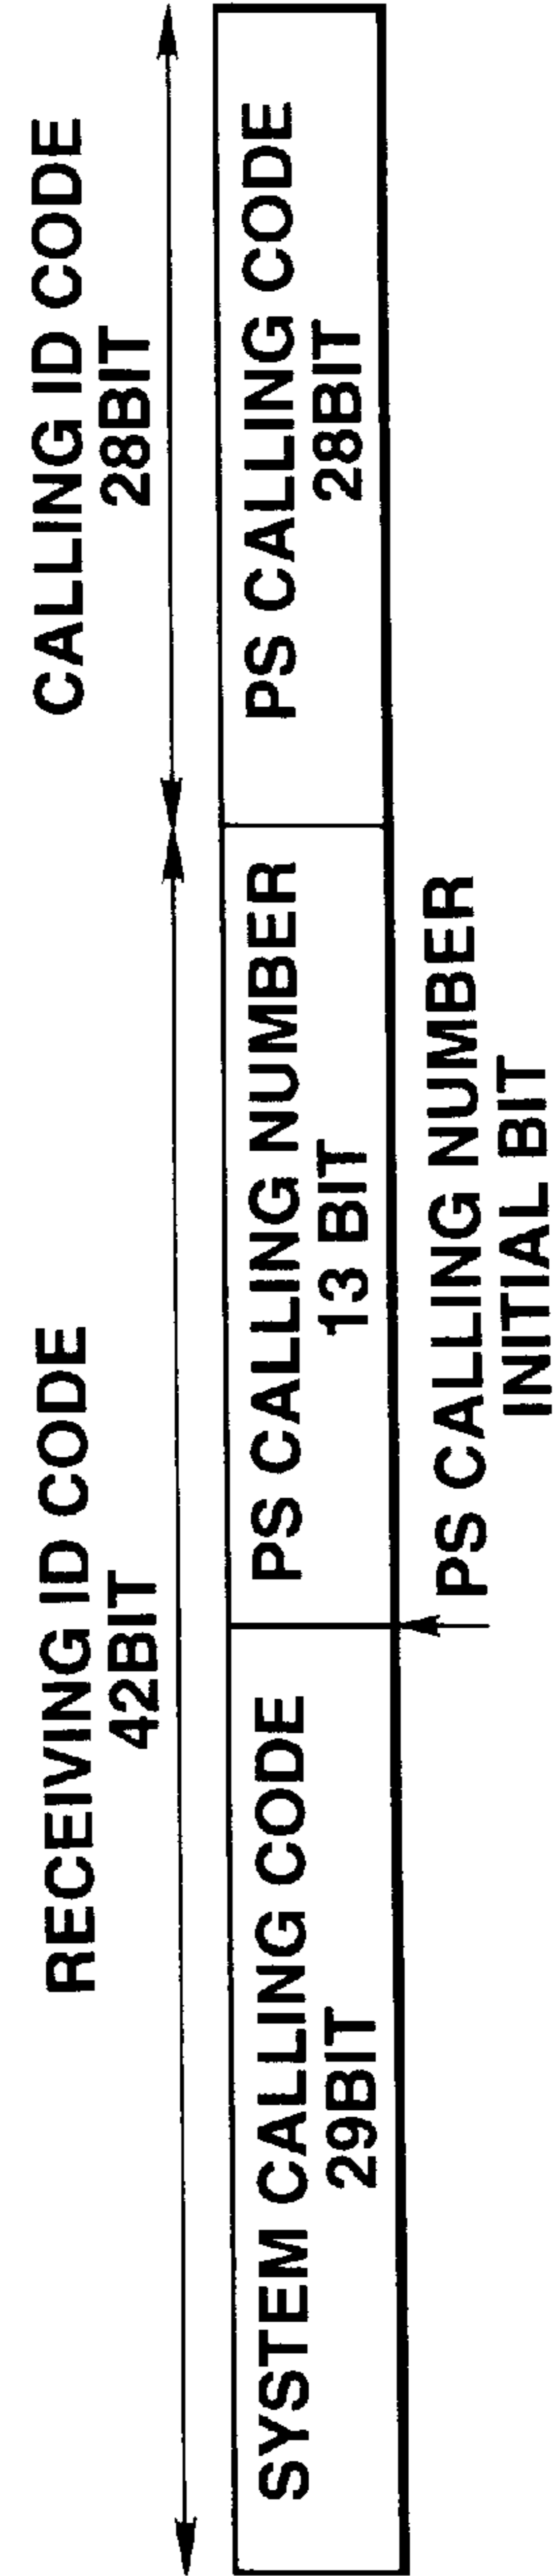 RECEIVING ID CODE
42BIT
CALLING ID CODE
28BIT
SYSTEM CALLING CODE
29BIT
PS CALLING NUMBER
13 BIT
PS CALLING CODE
28BIT
PS CALLING NUMBER
INITIAL BIT